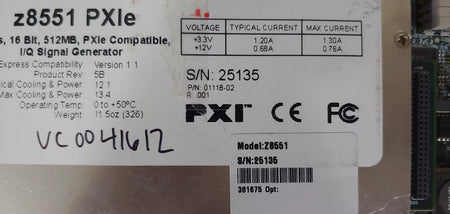 z8551 PXIe
s, 16 Bit, 512MB, PXIe Compatible,
I/Q Signal Generator
Express Compatibility Version 1.1
Product Rev 5B
ical Cooling & Power 12.1
Max Cooling & Power 13.4
Operating Temp 0 to +50°C
Weight 11.5oz (326)
VC0041612
VOLTAGE TYPICAL CURRENT MAX CURRENT
+3.3V 1.20A 1.30A
+12V 0.68A 0.76A
S/N: 25135
P/N: 01118-02
R: .001
PXI CE FC
Model:Z8551
S/N:25135
381675 Opt: